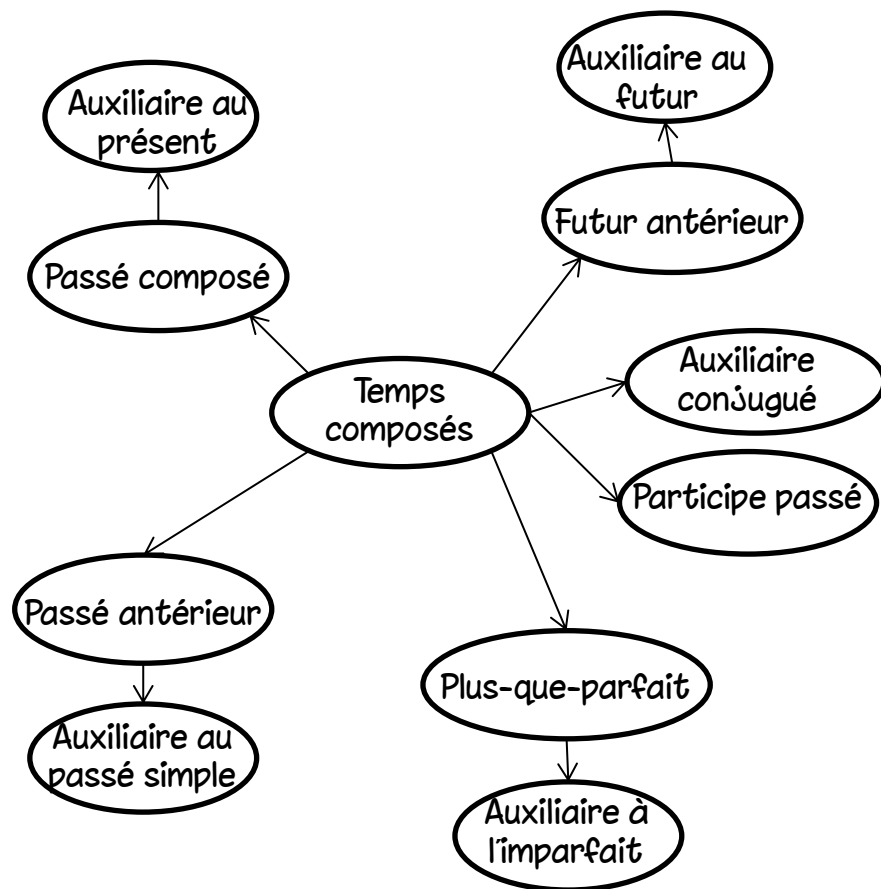 Auxiliaire au
futur
Auxiliaire au
présent
Futur antérieur
Passé composé
Auxiliaire
conjugué
Temps
composés
Participe passé
Passé antérieur
Plus-que-parfait
Auxiliaire au
passé simple
Auxiliaire à
l'imparfait